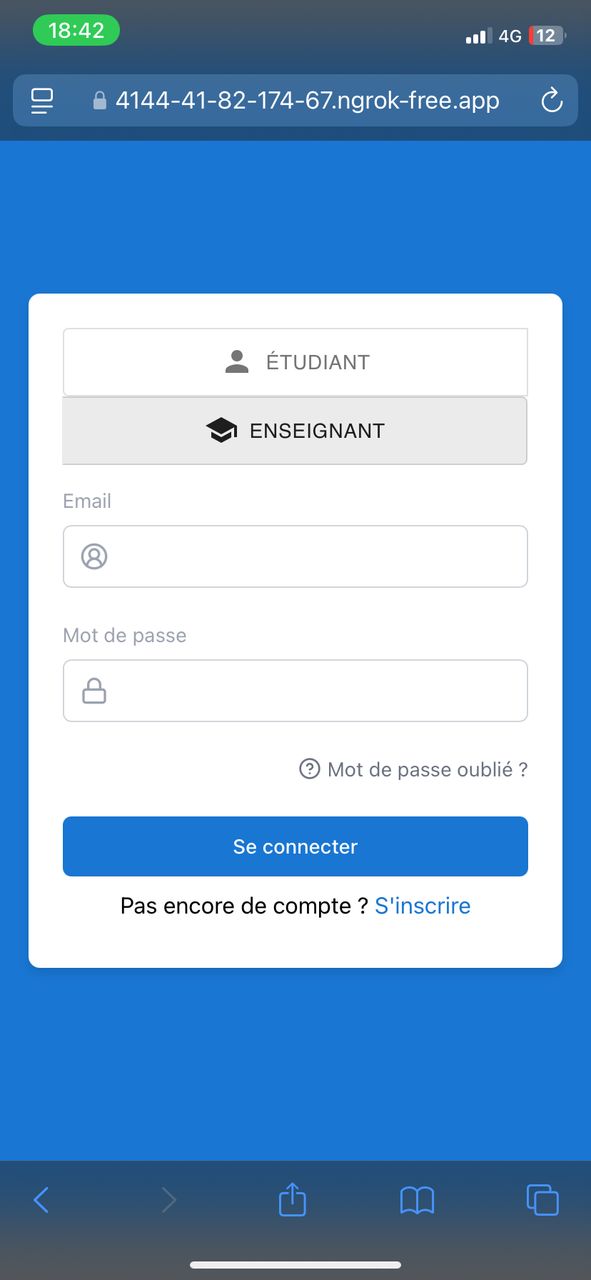 18:42
4G 12
4144-41-82-174-67.ngrok-free.app
ÉTUDIANT
ENSEIGNANT
Email
Mot de passe
Mot de passe oublié ?
Se connecter
Pas encore de compte ? S'inscrire